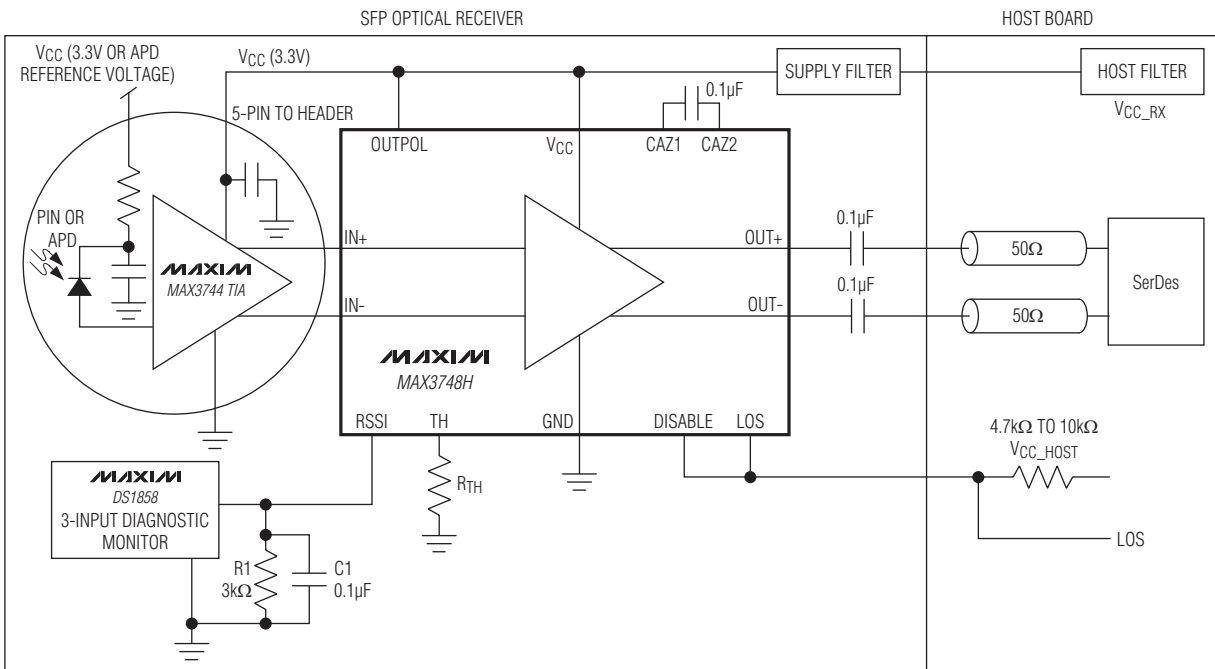 SFP OPTICAL RECEIVER
HOST BOARD
VCC (3.3V OR APD
REFERENCE VOLTAGE)
VCC (3.3V)
SUPPLY FILTER
HOST FILTER
VCC_RX
5-PIN TO HEADER
0.1µF
OUTPOL
VCC
CAZ1
CAZ2
PIN OR
APD
MAXIM
MAX3744 TIA
IN+
IN-
OUT+
OUT-
0.1µF
0.1µF
50Ω
50Ω
SerDes
MAXIM
MAX3748H
RSSI
TH
GND
DISABLE
LOS
4.7kΩ TO 10kΩ
VCC_HOST
RTH
LOS
MAXIM
DS1858
3-INPUT DIAGNOSTIC
MONITOR
R1
3kΩ
C1
0.1µF